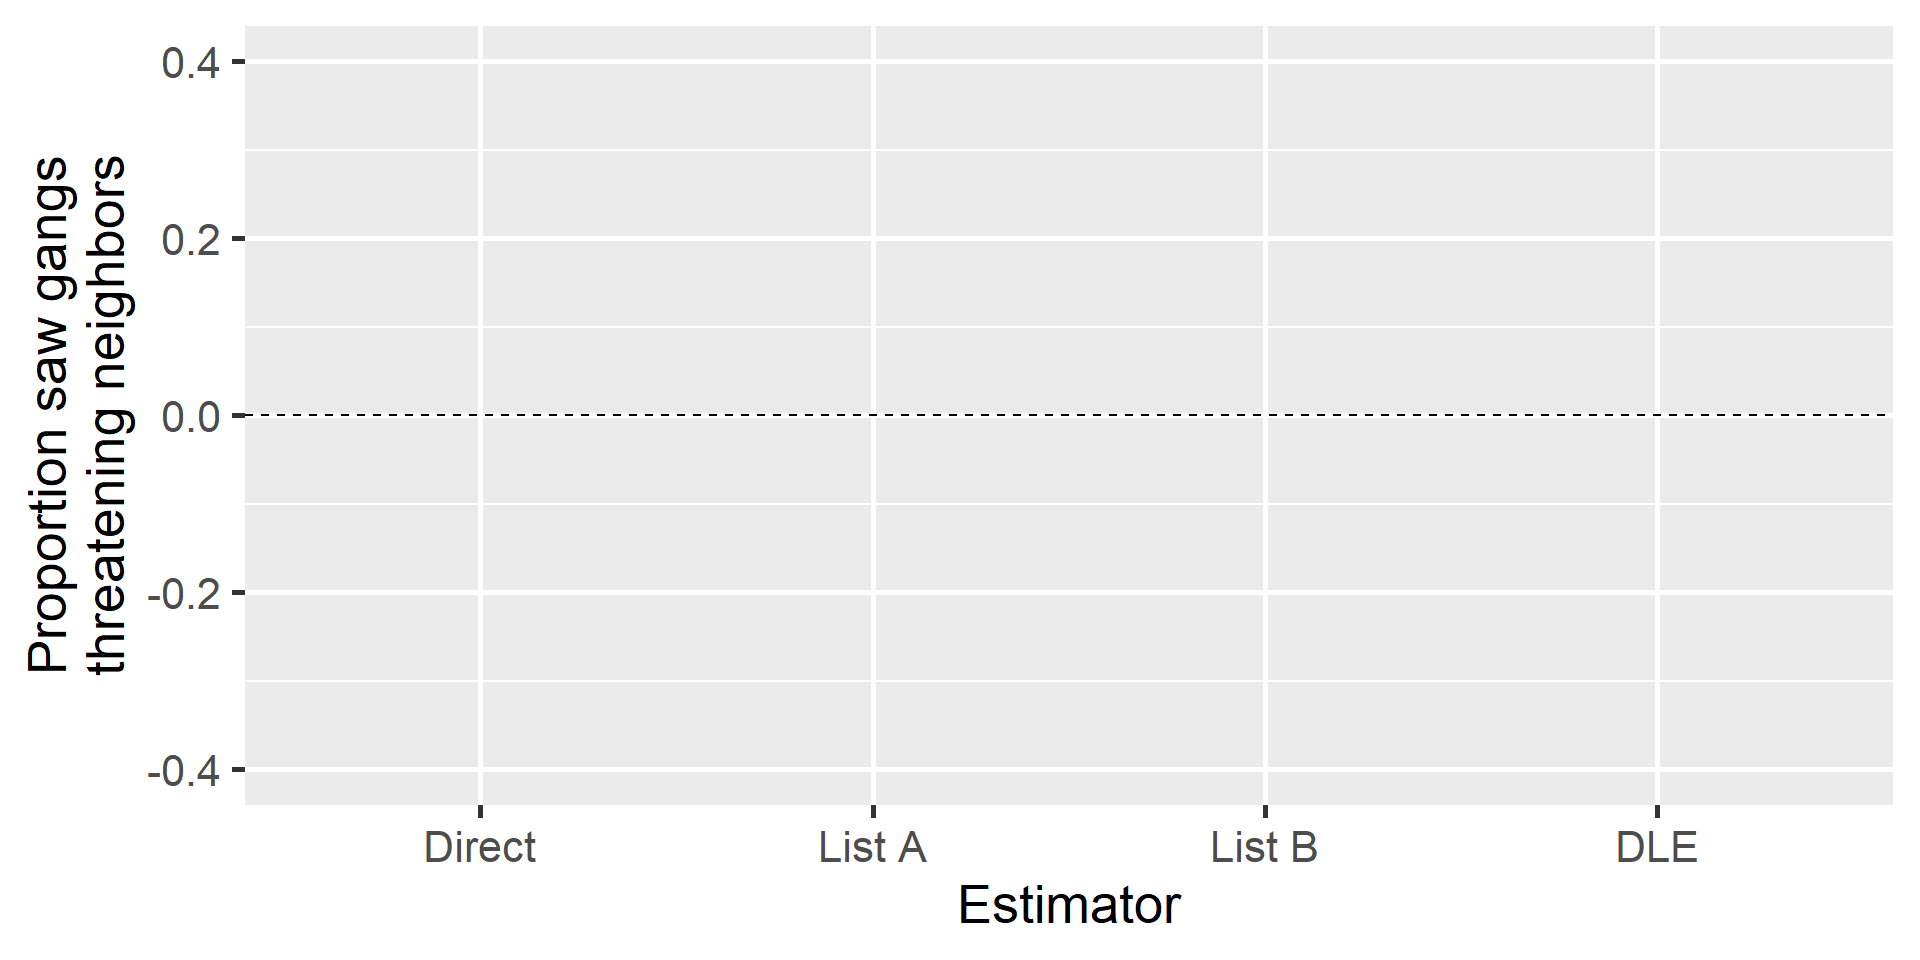 Proportion saw gangs
threatening neighbors
0.4
0.2
0.0
-0.2
-0.4
Direct
List A
List B
DLE
Estimator